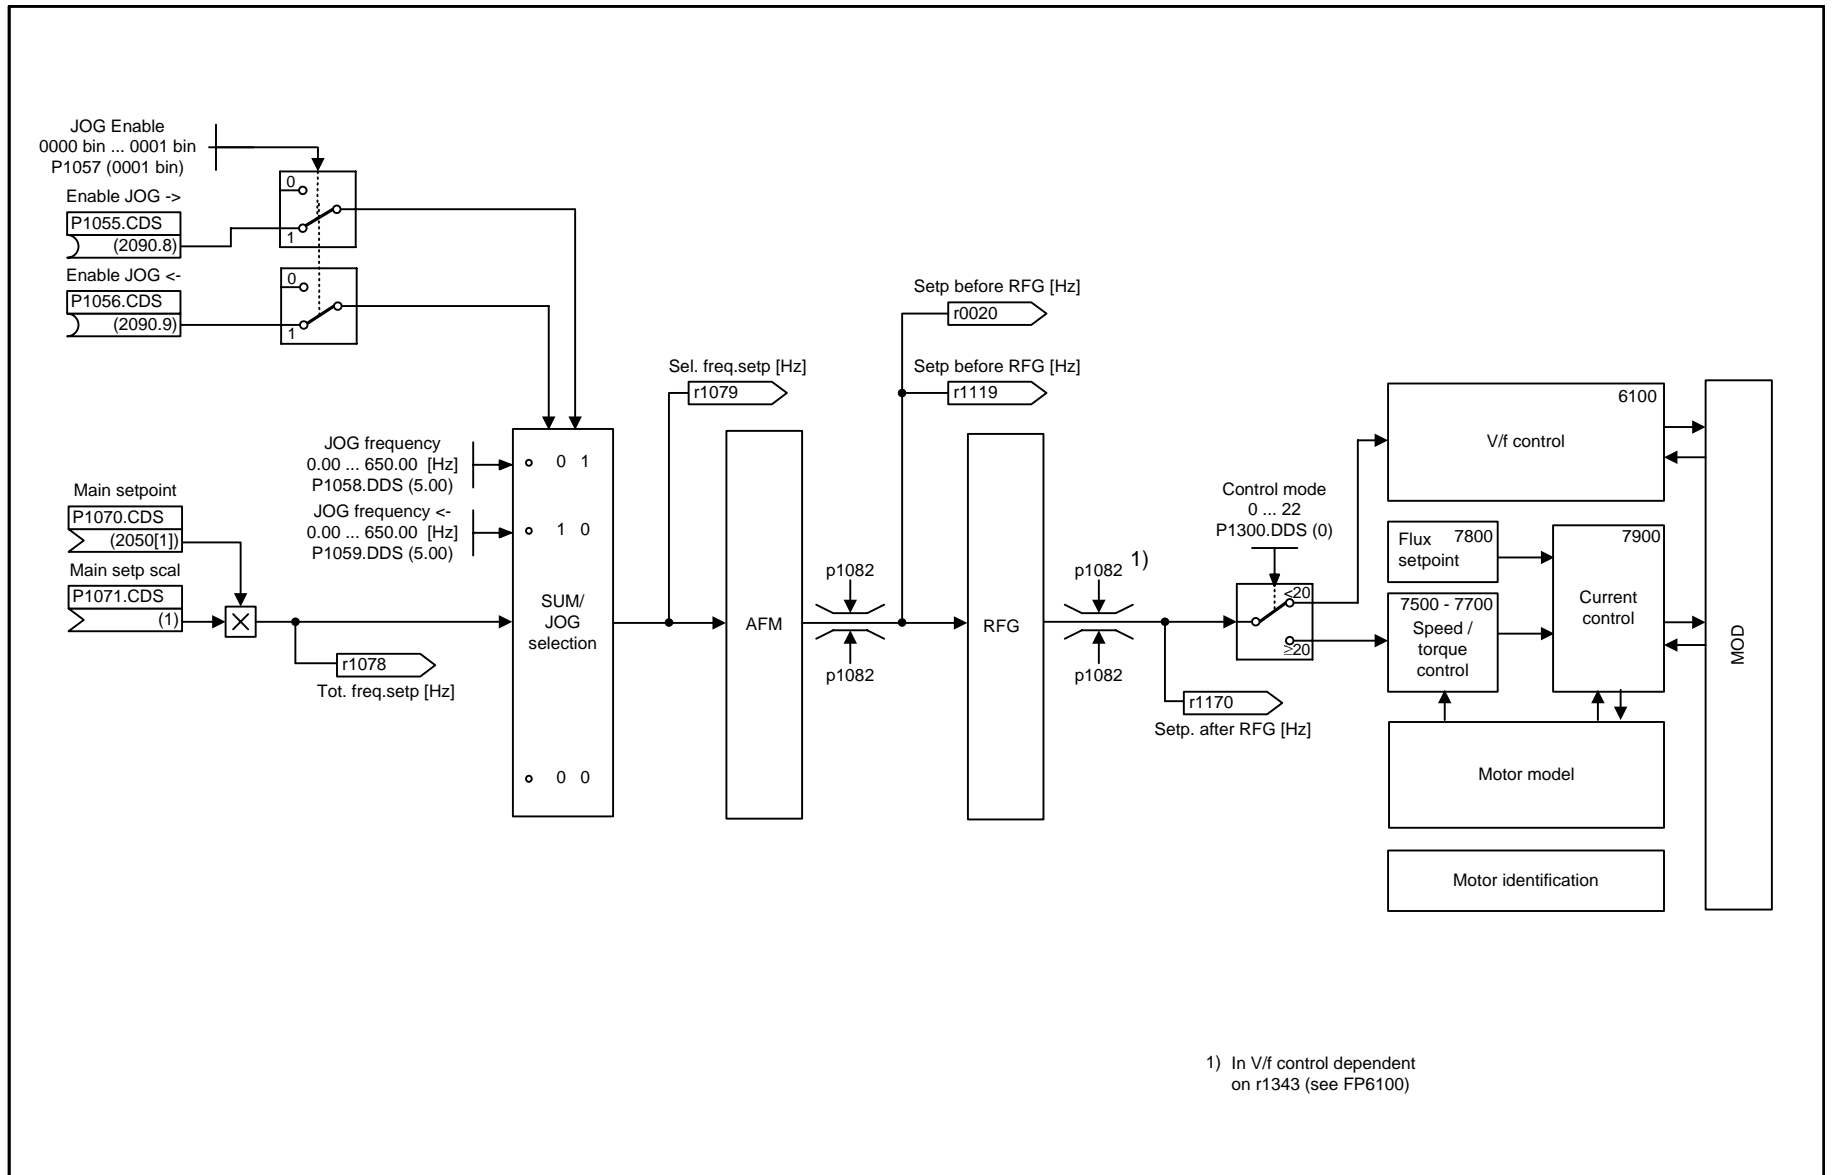 JOG Enable
0000 bin ... 0001 bin
P1057 (0001 bin)
Enable JOG ->
P1055.CDS
(2090.8)
0
1
Enable JOG <-
P1056.CDS
(2090.9)
0
1
Setp before RFG [Hz]
r0020
Sel. freq.setp [Hz]
r1079
Setp before RFG [Hz]
r1119
JOG frequency
0.00 ... 650.00 [Hz]
P1058.DDS (5.00)
JOG frequency <-
0.00 ... 650.00 [Hz]
P1059.DDS (5.00)
0 1
1 0
SUM/
JOG
selection
0 0
Main setpoint
P1070.CDS
(2050[1])
Main setp scal
P1071.CDS
(1)
r1078
Tot. freq.setp [Hz]
AFM
p1082
p1082
RFG
p1082 1)
p1082
r1170
Setp. after RFG [Hz]
Control mode
0 ... 22
P1300.DDS (0)
<20
≥20
6100
V/f control
Flux 7800
setpoint
7900
Current
control
7500 - 7700
Speed /
torque
control
Motor model
Motor identification
MOD
1) In V/f control dependent
on r1343 (see FP6100)